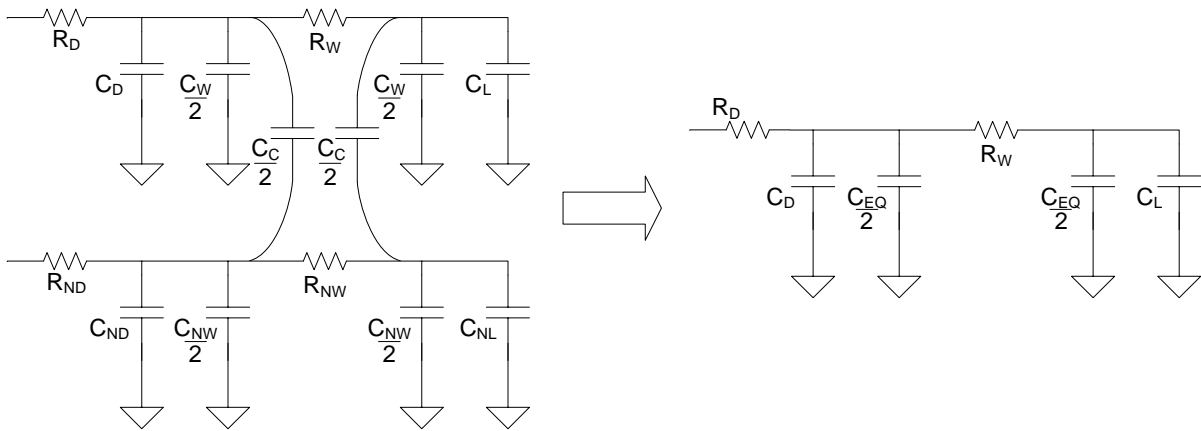 R_D
R_W
C_D
C_W/2
C_C/2
C_C/2
C_W/2
C_L
R_ND
R_NW
C_ND
C_NW/2
C_NW/2
C_NL
R_D
R_W
C_D
C_EQ/2
C_EQ/2
C_L